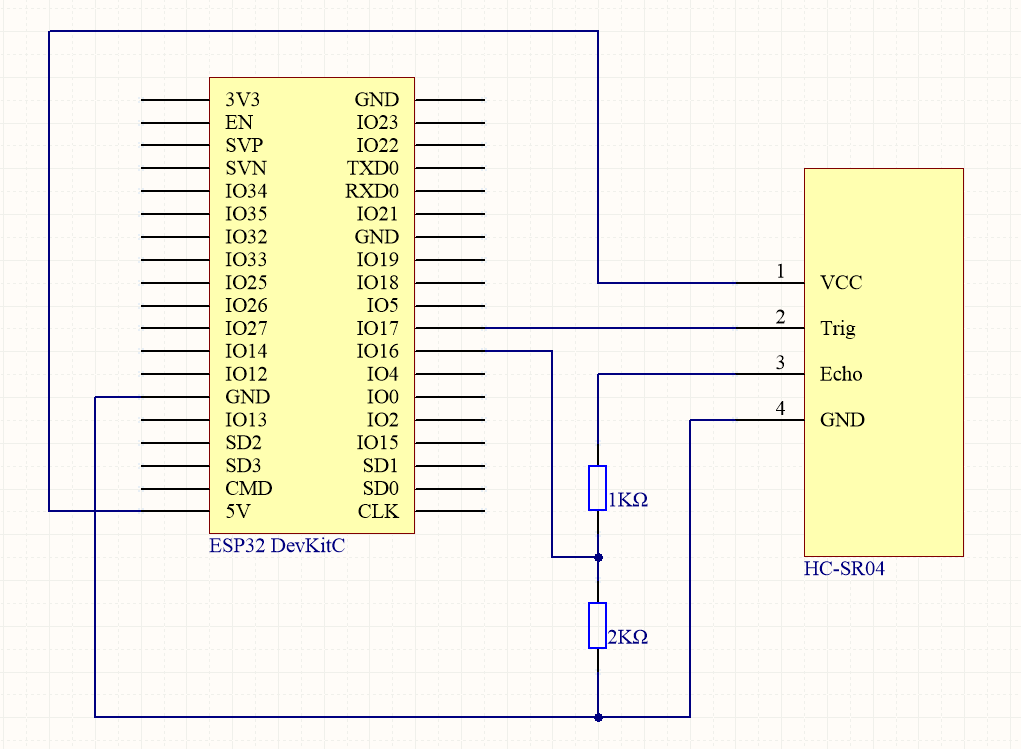 3V3 GND
EN IO23
SVP IO22
SVN TXD0
IO34 RXD0
IO35 IO21
IO32 GND
IO33 IO19
IO25 IO18
IO26 IO5
IO27 IO17
IO14 IO16
IO12 IO4
GND IO0
IO13 IO2
SD2 IO15
SD3 SD1
CMD SD0
5V CLK
ESP32 DevKitC
1 VCC
2 Trig
3 Echo
4 GND
HC-SR04
1KΩ
2KΩ